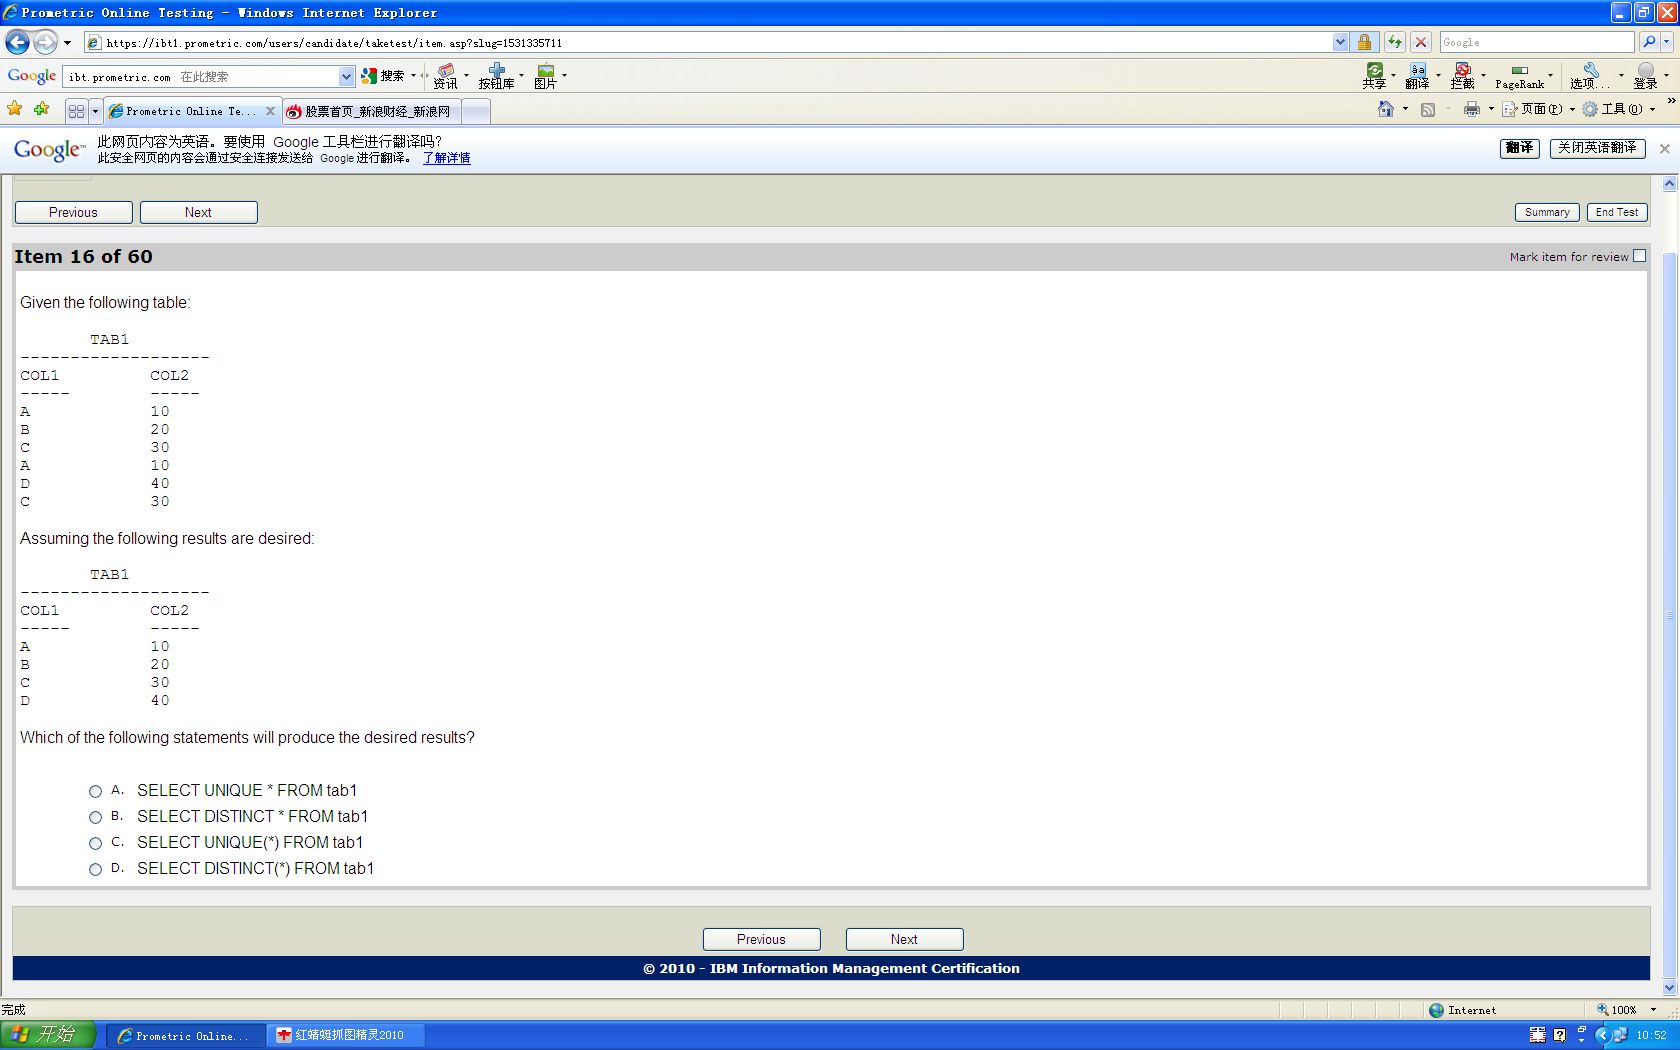 Prometric Online Testing - Windows Internet Explorer
https://ibt1.prometric.com/users/candidate/taketest/item.asp?slug=1531335711
Google
Google ibt.prometric.com 在此搜索 搜索 资讯 按钮库 图片 共享 翻译 拦截 PageRank 选项... 登录
Prometric Online Te... 股票首页_新浪财经_新浪网 页面(P) 工具(O)
Google 此网页内容为英语。要使用 Google 工具栏进行翻译吗? 翻译 关闭英语翻译
此安全网页的内容会通过安全连接发送给 Google 进行翻译。 了解详情
Previous Next Summary End Test
Item 16 of 60 Mark item for review
Given the following table:
TAB1
-------------------
COL1 COL2
----- -----
A 10
B 20
C 30
A 10
D 40
C 30
Assuming the following results are desired:
TAB1
-------------------
COL1 COL2
----- -----
A 10
B 20
C 30
D 40
Which of the following statements will produce the desired results?
A. SELECT UNIQUE * FROM tab1
B. SELECT DISTINCT * FROM tab1
C. SELECT UNIQUE(*) FROM tab1
D. SELECT DISTINCT(*) FROM tab1
Previous Next
© 2010 - IBM Information Management Certification
完成 Internet 100%
开始 Prometric Online... 红蜻蜓抓图精灵2010 10:52